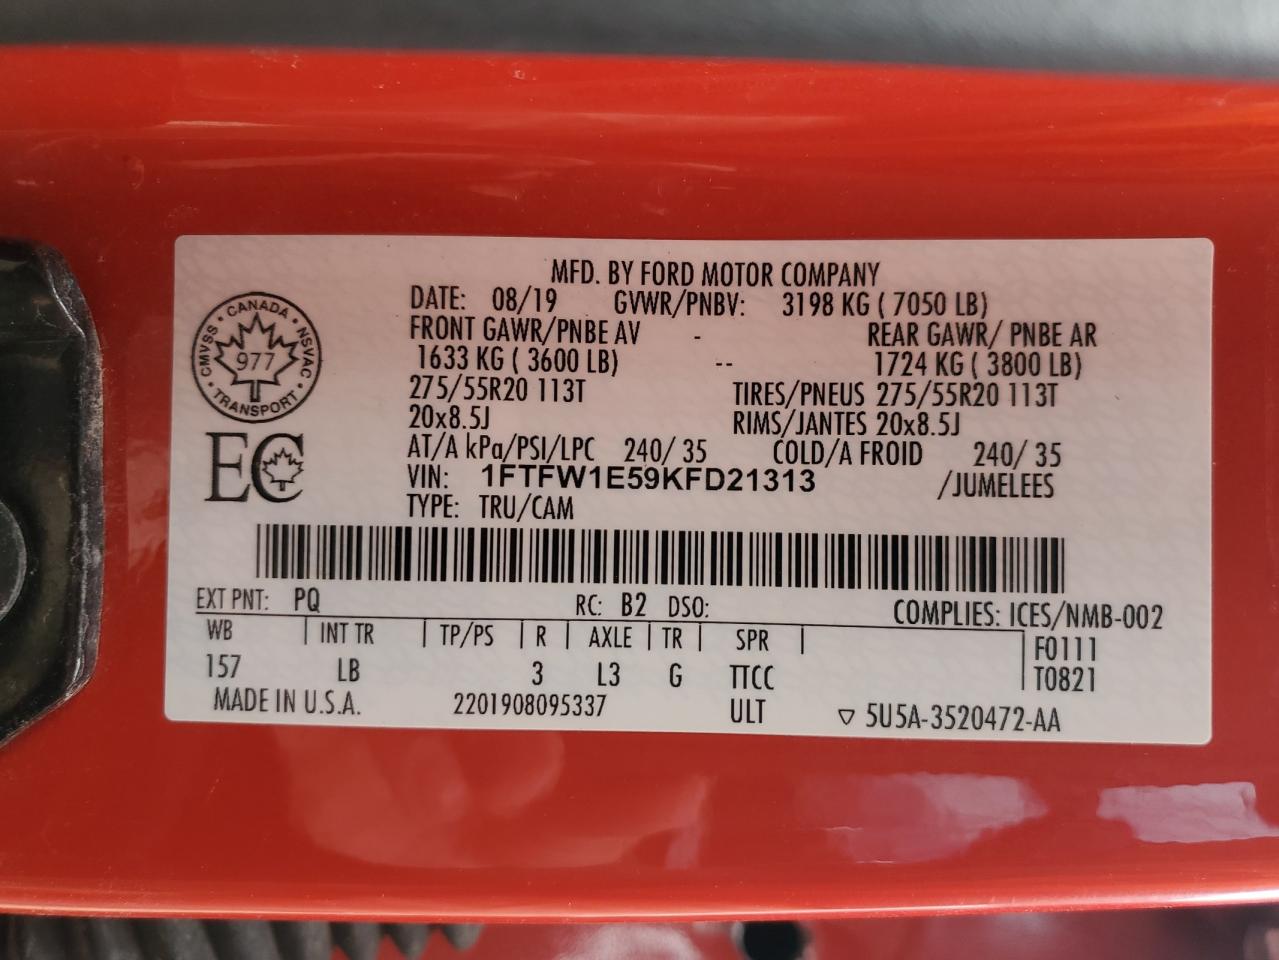 CMVSS • CANADA • NSVAC • TRANSPORT •
977
EC
MFD. BY FORD MOTOR COMPANY
DATE: 08/19 GVWR/PNBV: 3198 KG ( 7050 LB)
FRONT GAWR/PNBE AV - REAR GAWR/ PNBE AR
1633 KG ( 3600 LB) -- 1724 KG ( 3800 LB)
275/55R20 113T TIRES/PNEUS 275/55R20 113T
20x8.5J RIMS/JANTES 20x8.5J
AT/A kPa/PSI/LPC 240/ 35 COLD/A FROID 240/ 35
VIN: 1FTFW1E59KFD21313 /JUMELEES
TYPE: TRU/CAM
EXT PNT: PQ RC: B2 DSO: COMPLIES: ICES/NMB-002
WB | INT TR | TP/PS | R | AXLE | TR | SPR | F0111
157 LB 3 L3 G TTCC T0821
MADE IN U.S.A. 2201908095337 ULT ▽ 5U5A-3520472-AA